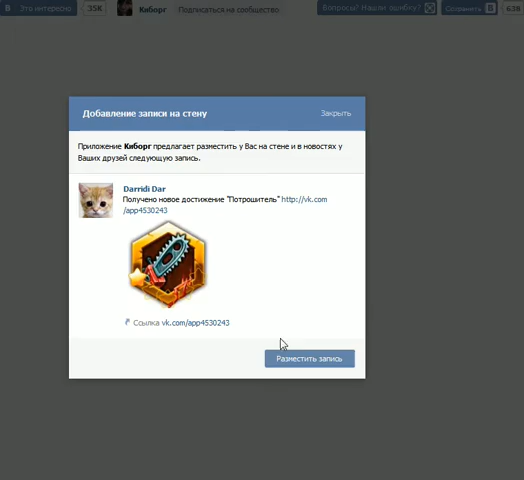 В Это интересно 35K Киборг Подписаться на сообщество Вопросы? Нашли ошибку? Сохранить В 638
Добавление записи на стену Закрыть
Приложение Киборг предлагает разместить у Вас на стене и в новостях у
Ваших друзей следующую запись.
Darridi Dar
Получено новое достижение "Потрошитель" http://vk.com
/app4530243
Ссылка vk.com/app4530243
Разместить запись